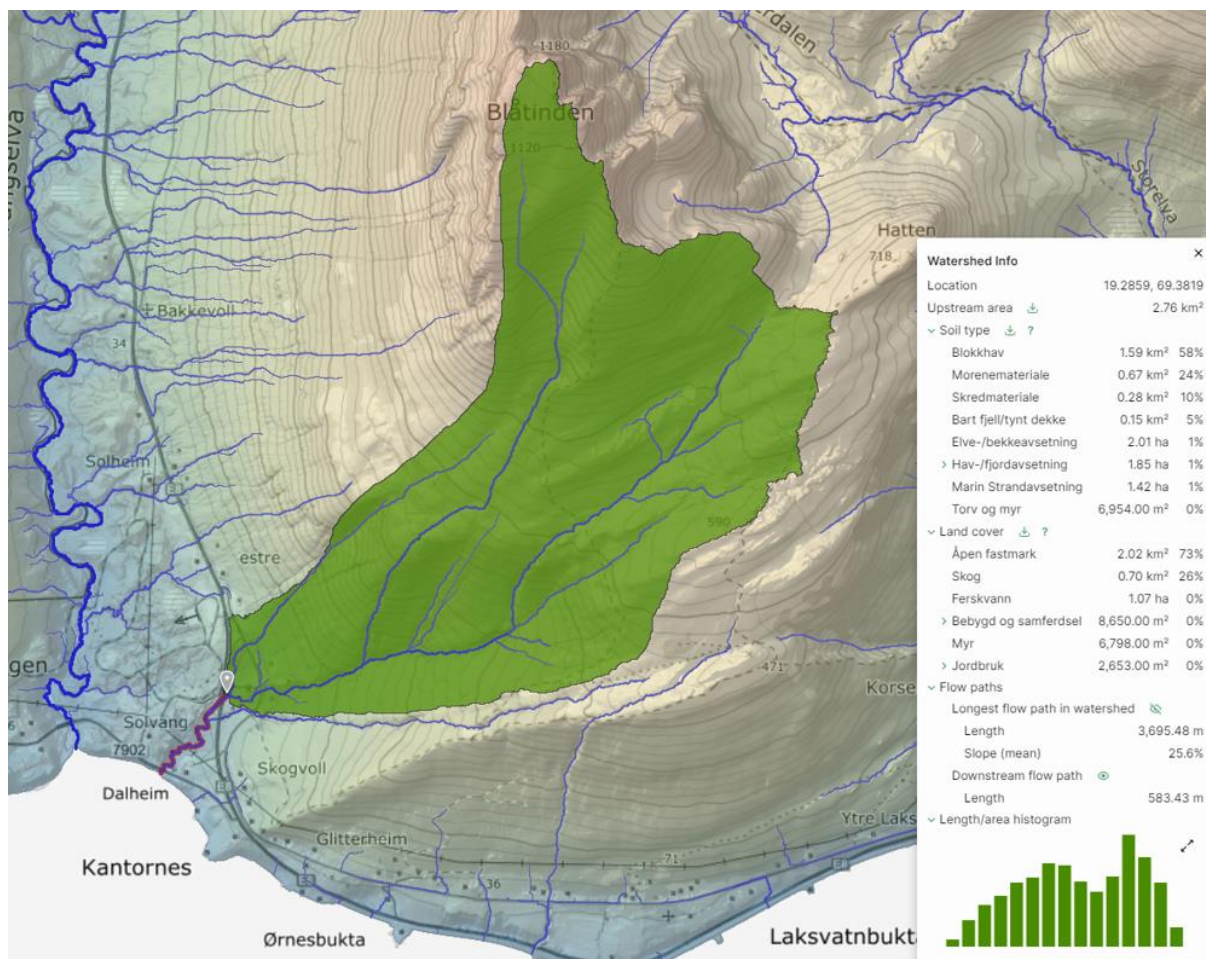 1180
Blåtinden
1120
Storelva
Hatten
718
Bakkevoll
34
Solheim
estre
590
471
gen
6
Solvang
7902
Dalheim
Skogvoll
Glitterheim
Kantornes
36
71
Ørnesbukta
Korse
Ytre Laks
Laksvatnbukt
Watershed Info
Location 19.2859, 69.3819
Upstream area 2.76 km²
Soil type ?
Blokkhav 1.59 km² 58%
Morenemateriale 0.67 km² 24%
Skredmateriale 0.28 km² 10%
Bart fjell/tynt dekke 0.15 km² 5%
Elve-/bekkeavsetning 2.01 ha 1%
Hav-/fjordavsetning 1.85 ha 1%
Marin Strandavsetning 1.42 ha 1%
Torv og myr 6,954.00 m² 0%
Land cover ?
Åpen fastmark 2.02 km² 73%
Skog 0.70 km² 26%
Ferskvann 1.07 ha 0%
Bebygd og samferdsel 8,650.00 m² 0%
Myr 6,798.00 m² 0%
Jordbruk 2,653.00 m² 0%
Flow paths
Longest flow path in watershed
Length 3,695.48 m
Slope (mean) 25.6%
Downstream flow path
Length 583.43 m
Length/area histogram